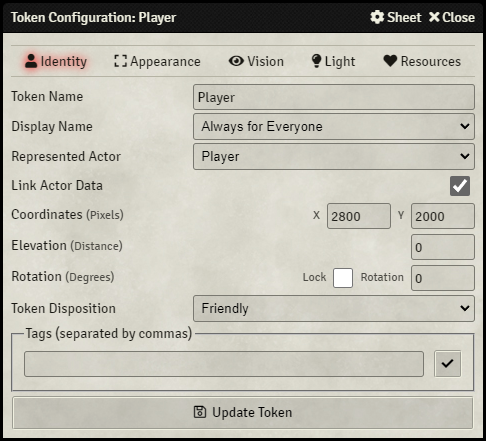 Token Configuration: Player Sheet Close
Identity Appearance Vision Light Resources
Token Name Player
Display Name Always for Everyone
Represented Actor Player
Link Actor Data
Coordinates (Pixels) X 2800 Y 2000
Elevation (Distance) 0
Rotation (Degrees) Lock Rotation 0
Token Disposition Friendly
Tags (separated by commas)
Update Token